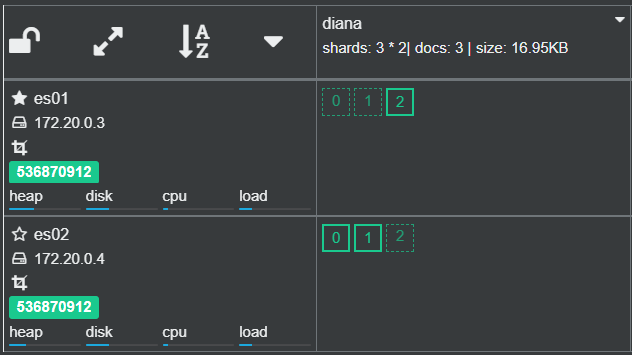 A
Z
diana
shards: 3 * 2| docs: 3 | size: 16.95KB
es01
172.20.0.3
536870912
heap disk cpu load
0 1 2
es02
172.20.0.4
536870912
heap disk cpu load
0 1 2